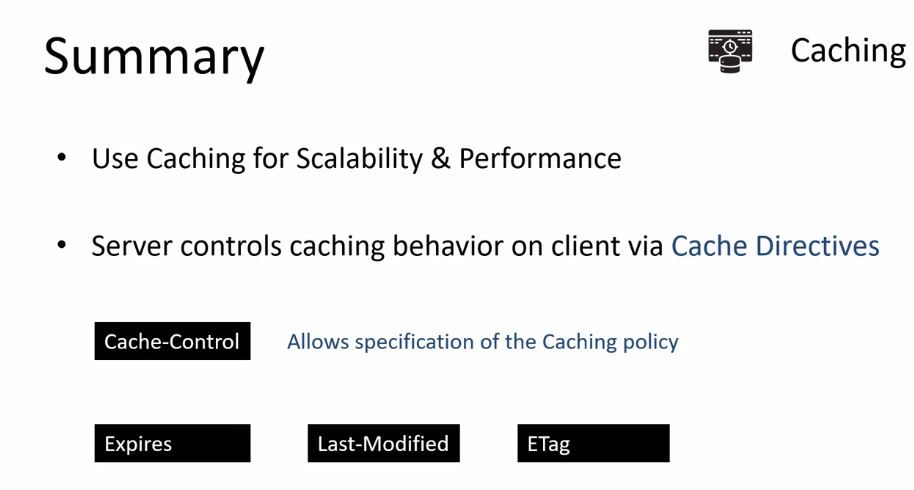 Summary
Caching
• Use Caching for Scalability & Performance
• Server controls caching behavior on client via Cache Directives
Cache-Control Allows specification of the Caching policy
Expires Last-Modified ETag